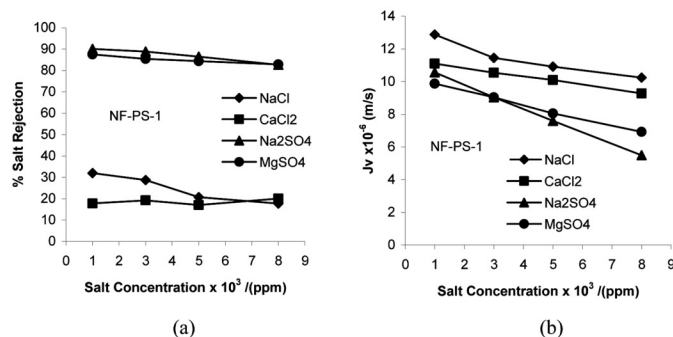 100
90
80
70
60
50
40
30
20
10
0
% Salt Rejection
NF-PS-1
NaCl
CaCl2
Na2SO4
MgSO4
0 1 2 3 4 5 6 7 8 9
Salt Concentration x 10³ /(ppm)
(a)
14
12
10
8
6
4
2
0
Jv x10⁻⁶ (m/s)
NF-PS-1
NaCl
CaCl2
Na2SO4
MgSO4
0 1 2 3 4 5 6 7 8 9
Salt Concentration x 10³ /(ppm)
(b)